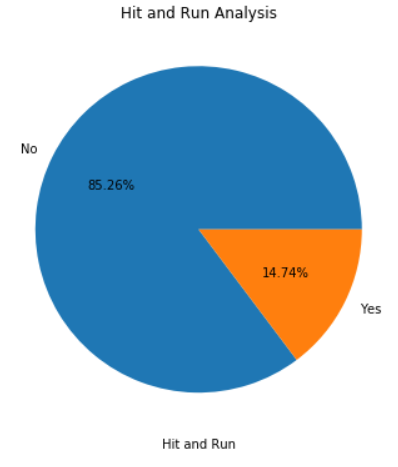 Hit and Run Analysis
No
85.26%
14.74%
Yes
Hit and Run